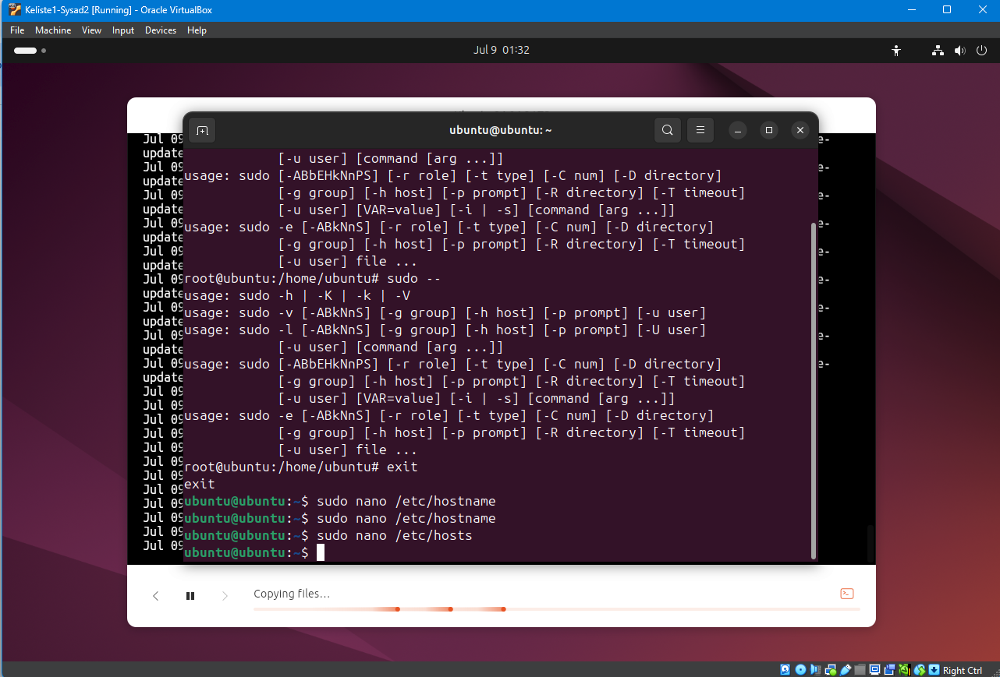 Keliste1-Sysad2 [Running] - Oracle VirtualBox
File Machine View Input Devices Help
Jul 9 01:32
ubuntu@ubuntu: ~
Jul 09
update
Jul 09
update
Jul 09
update
Jul 09
update
Jul 09
update
Jul 09
update
Jul 09
update
Jul 09
update
Jul 09
update
Jul 09
Jul 09
Jul 09
Jul 09
Jul 09
Jul 09
Jul 09
Jul 09
Jul 09
Jul 09
Jul 09
Jul 09
e-
e-
e-
e-
e-
e-
e-
e-
e-
[-u user] [command [arg ...]]
usage: sudo [-ABbEHkNnPS] [-r role] [-t type] [-C num] [-D directory]
[-g group] [-h host] [-p prompt] [-R directory] [-T timeout]
[-u user] [VAR=value] [-i | -s] [command [arg ...]]
usage: sudo -e [-ABkNnS] [-r role] [-t type] [-C num] [-D directory]
[-g group] [-h host] [-p prompt] [-R directory] [-T timeout]
[-u user] file ...
root@ubuntu:/home/ubuntu# sudo --
usage: sudo -h | -K | -k | -V
usage: sudo -v [-ABkNnS] [-g group] [-h host] [-p prompt] [-u user]
usage: sudo -l [-ABkNnS] [-g group] [-h host] [-p prompt] [-U user]
[-u user] [command [arg ...]]
usage: sudo [-ABbEHkNnPS] [-r role] [-t type] [-C num] [-D directory]
[-g group] [-h host] [-p prompt] [-R directory] [-T timeout]
[-u user] [VAR=value] [-i | -s] [command [arg ...]]
usage: sudo -e [-ABkNnS] [-r role] [-t type] [-C num] [-D directory]
[-g group] [-h host] [-p prompt] [-R directory] [-T timeout]
[-u user] file ...
root@ubuntu:/home/ubuntu# exit
exit
ubuntu@ubuntu:~$ sudo nano /etc/hostname
ubuntu@ubuntu:~$ sudo nano /etc/hostname
ubuntu@ubuntu:~$ sudo nano /etc/hosts
ubuntu@ubuntu:~$
Copying files...
Right Ctrl